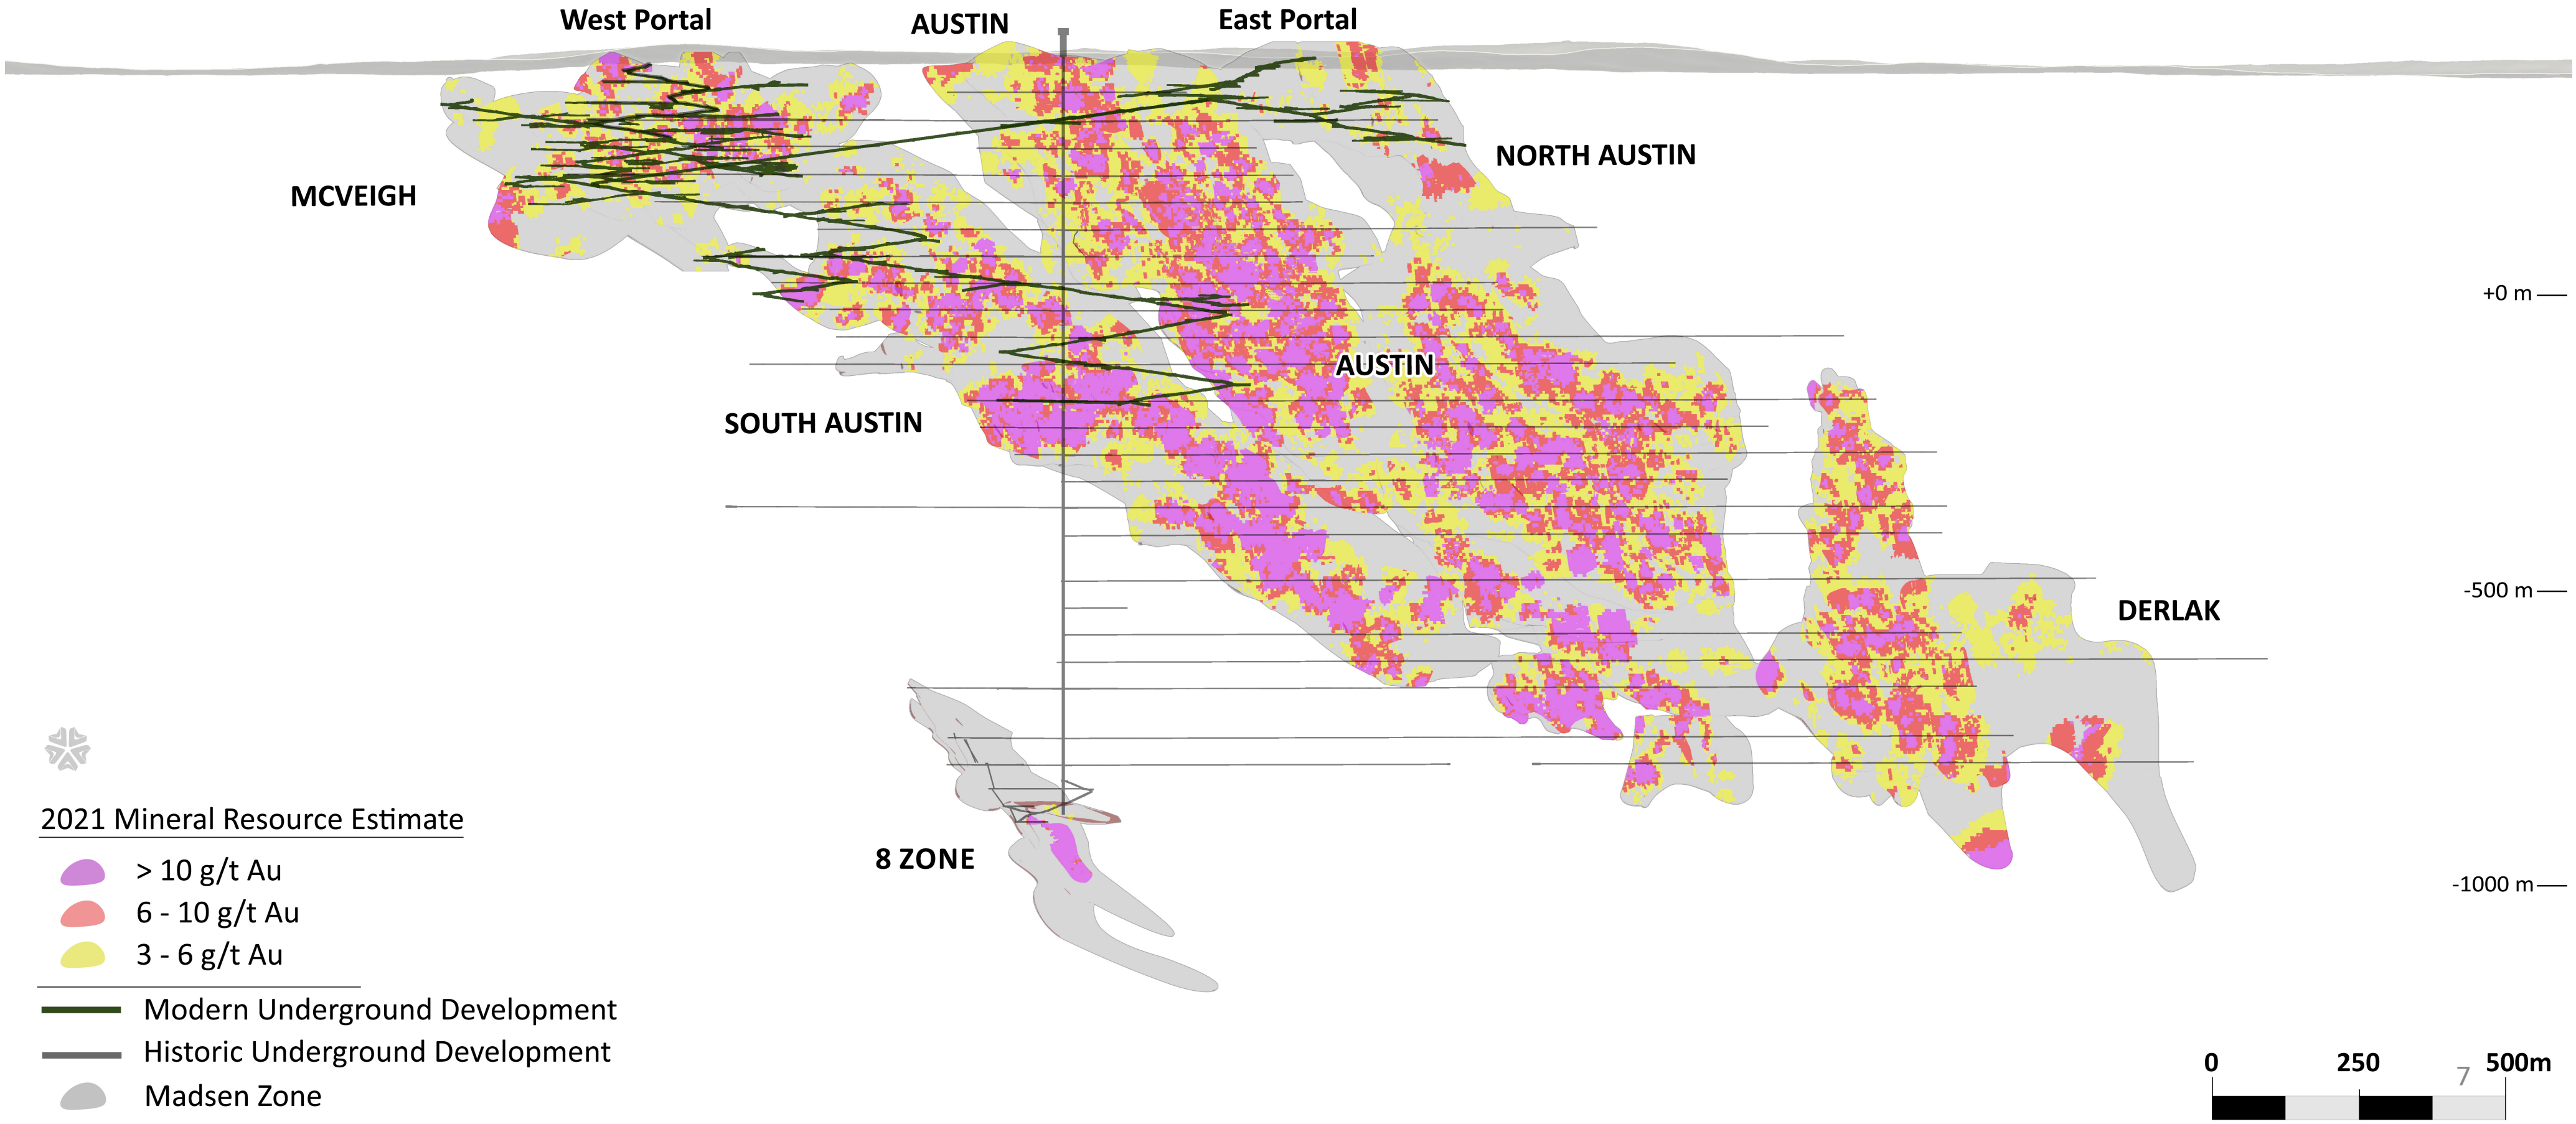 West Portal
AUSTIN
East Portal
NORTH AUSTIN
MCVEIGH
+0 m
AUSTIN
SOUTH AUSTIN
-500 m
DERLAK
2021 Mineral Resource Estimate
> 10 g/t Au
6 - 10 g/t Au
3 - 6 g/t Au
8 ZONE
-1000 m
Modern Underground Development
Historic Underground Development
Madsen Zone
0 250 500m
7